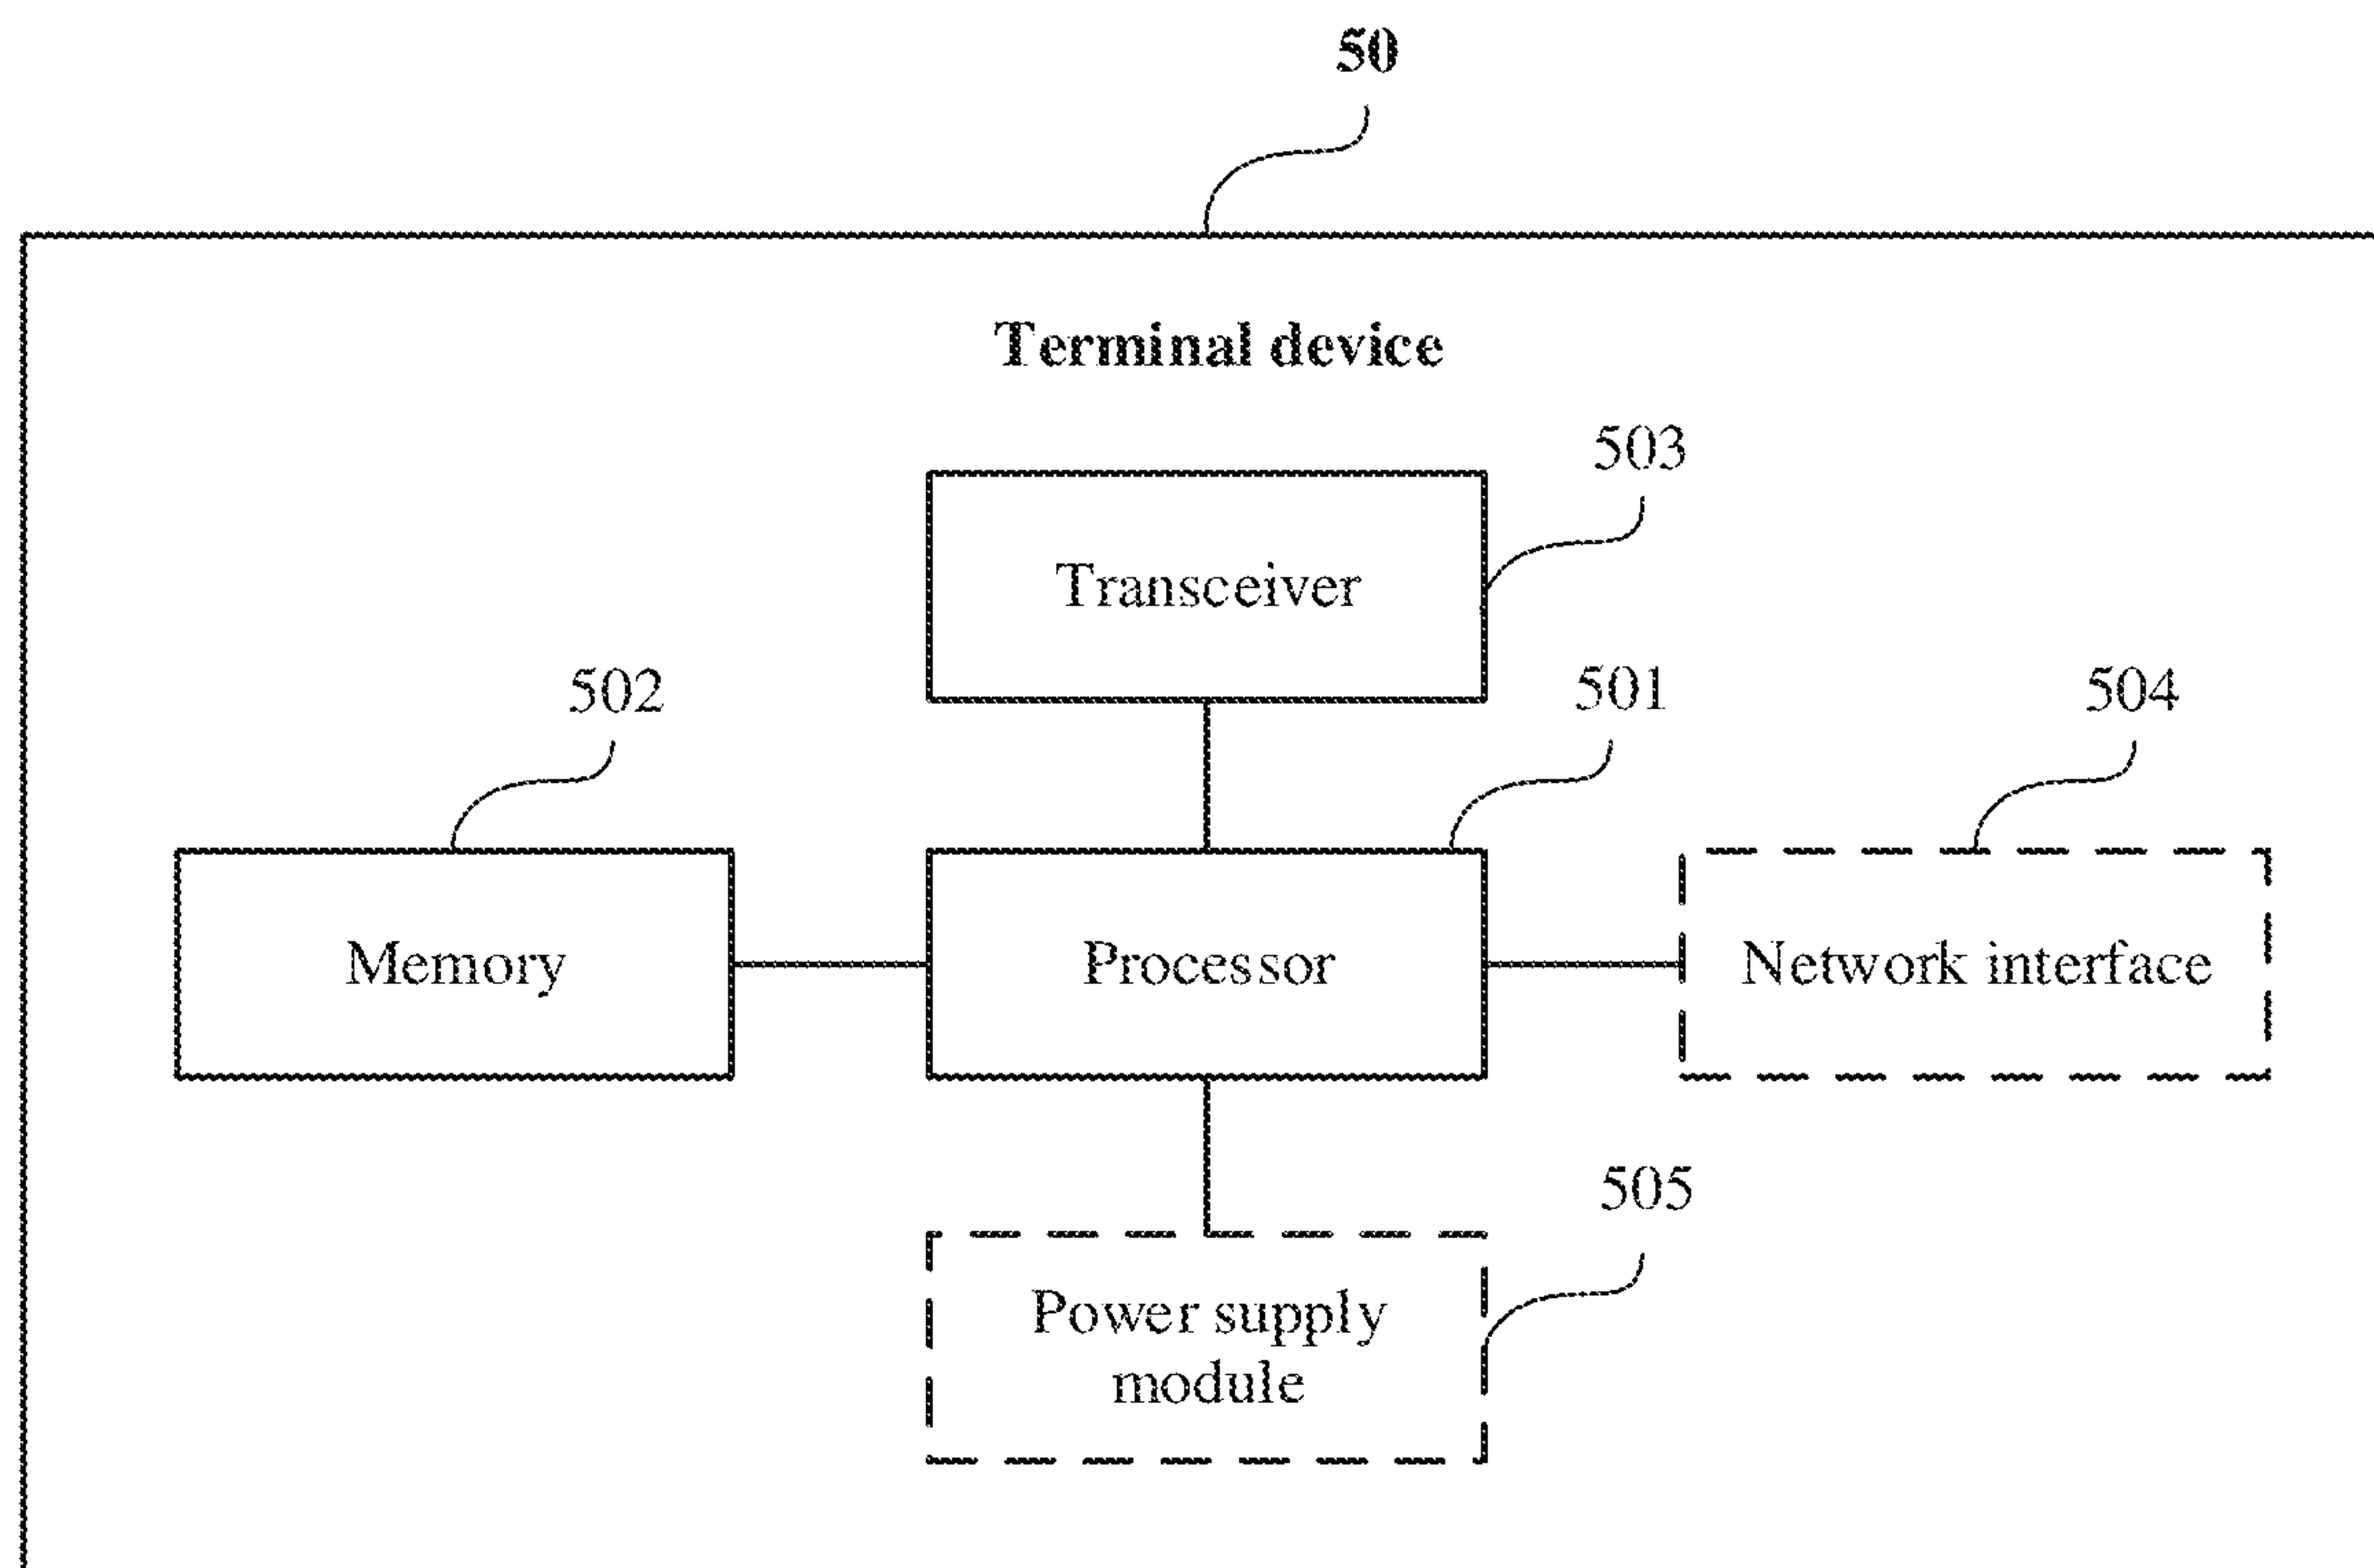 50
Terminal device
503
Transceiver
502
501
504
Memory
Processor
Network interface
505
Power supply
module